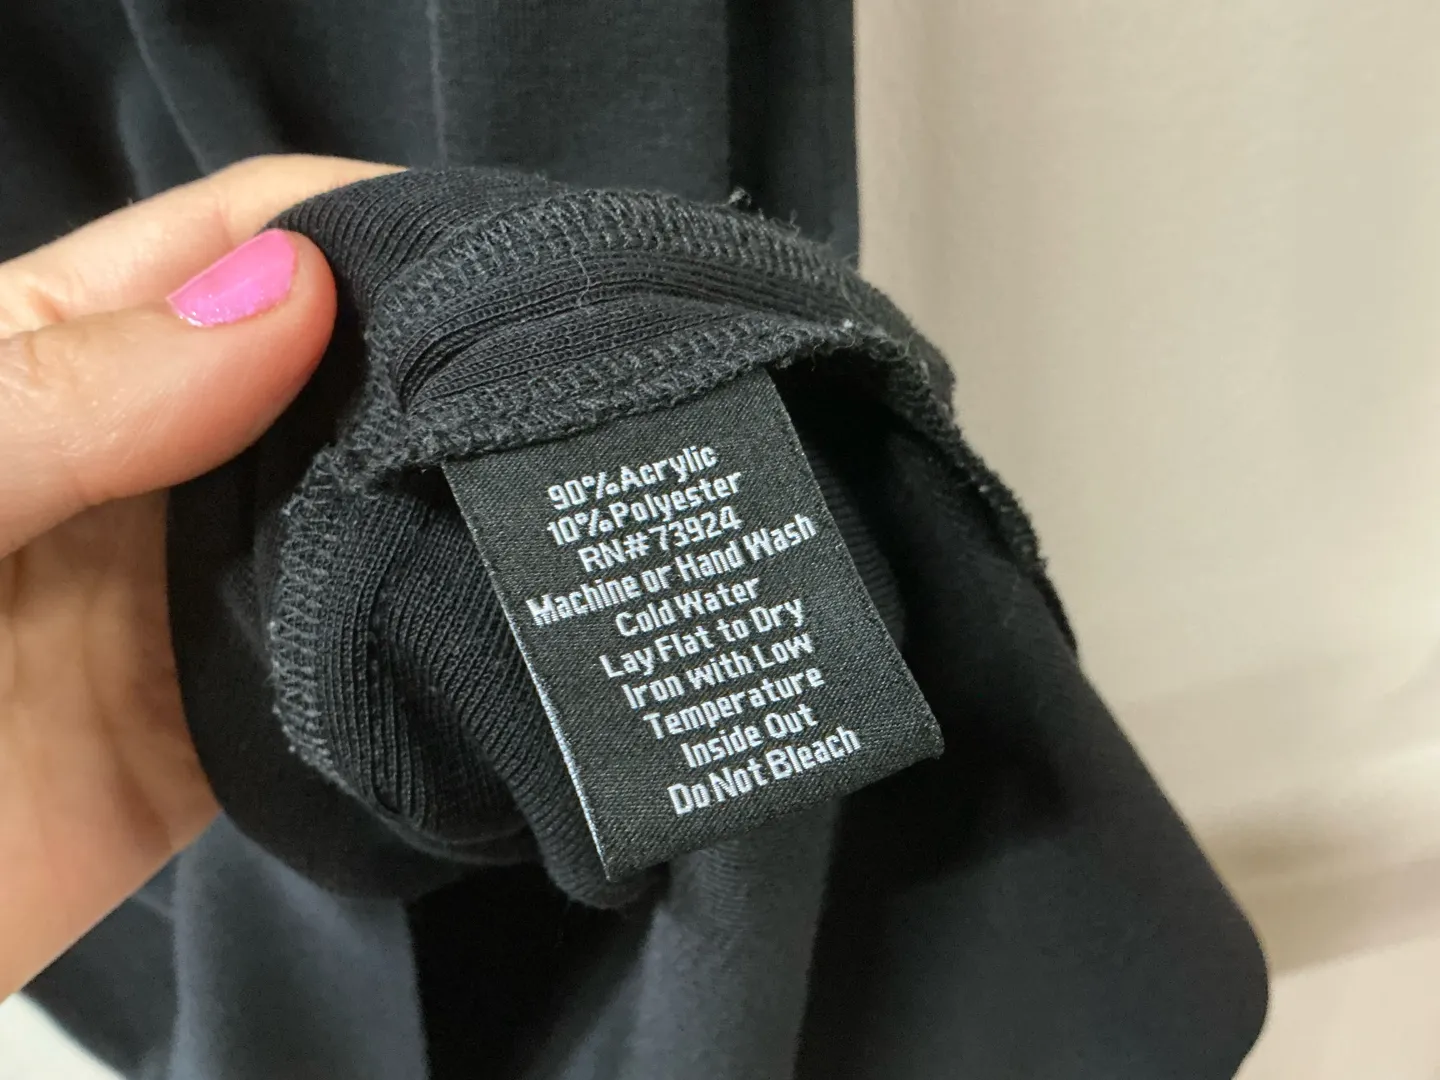 90%Acrylic
10%Polyester
RN#73924
Machine or Hand Wash
Cold Water
Lay Flat to Dry
Iron with Low
Temperature
Inside Out
Do Not Bleach